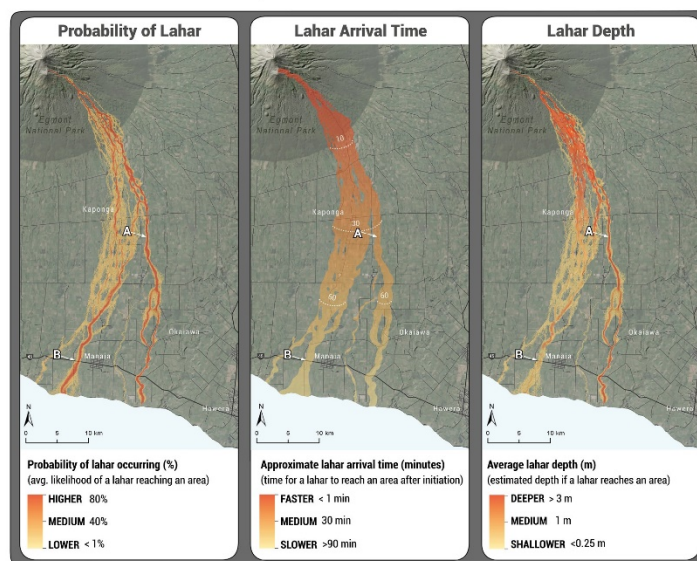 Probability of Lahar
Egmont
National Park
Kaponga
A
Okaiawa
B
Manaia
Hawera
N
0 5 10 km
Probability of lahar occurring (%)
(avg. likelihood of a lahar reaching an area)
HIGHER 80%
MEDIUM 40%
LOWER < 1%
Lahar Arrival Time
Egmont
National Park
10
Kaponga
30
A
60
60
Okaiawa
B
Manaia
Hawera
N
0 5 10 km
Approximate lahar arrival time (minutes)
(time for a lahar to reach an area after initiation)
FASTER < 1 min
MEDIUM 30 min
SLOWER >90 min
Lahar Depth
Egmont
National Park
Kaponga
A
Okaiawa
B
Manaia
Hawera
N
0 5 10 km
Average lahar depth (m)
(estimated depth if a lahar reaches an area)
DEEPER > 3 m
MEDIUM 1 m
SHALLOWER <0.25 m